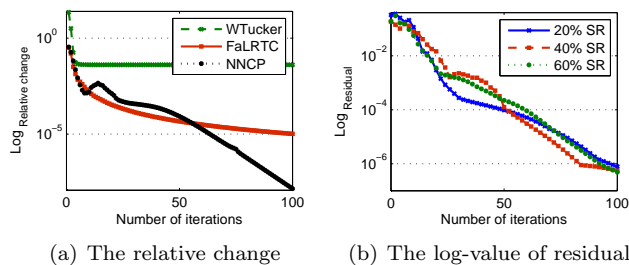 WTucker
FaLRTC
NNCP
Log Relative change
10^0
10^-5
0
50
100
Number of iterations
(a) The relative change
20% SR
40% SR
60% SR
Log Residual
10^-2
10^-4
10^-6
0
50
100
Number of iterations
(b) The log-value of residual